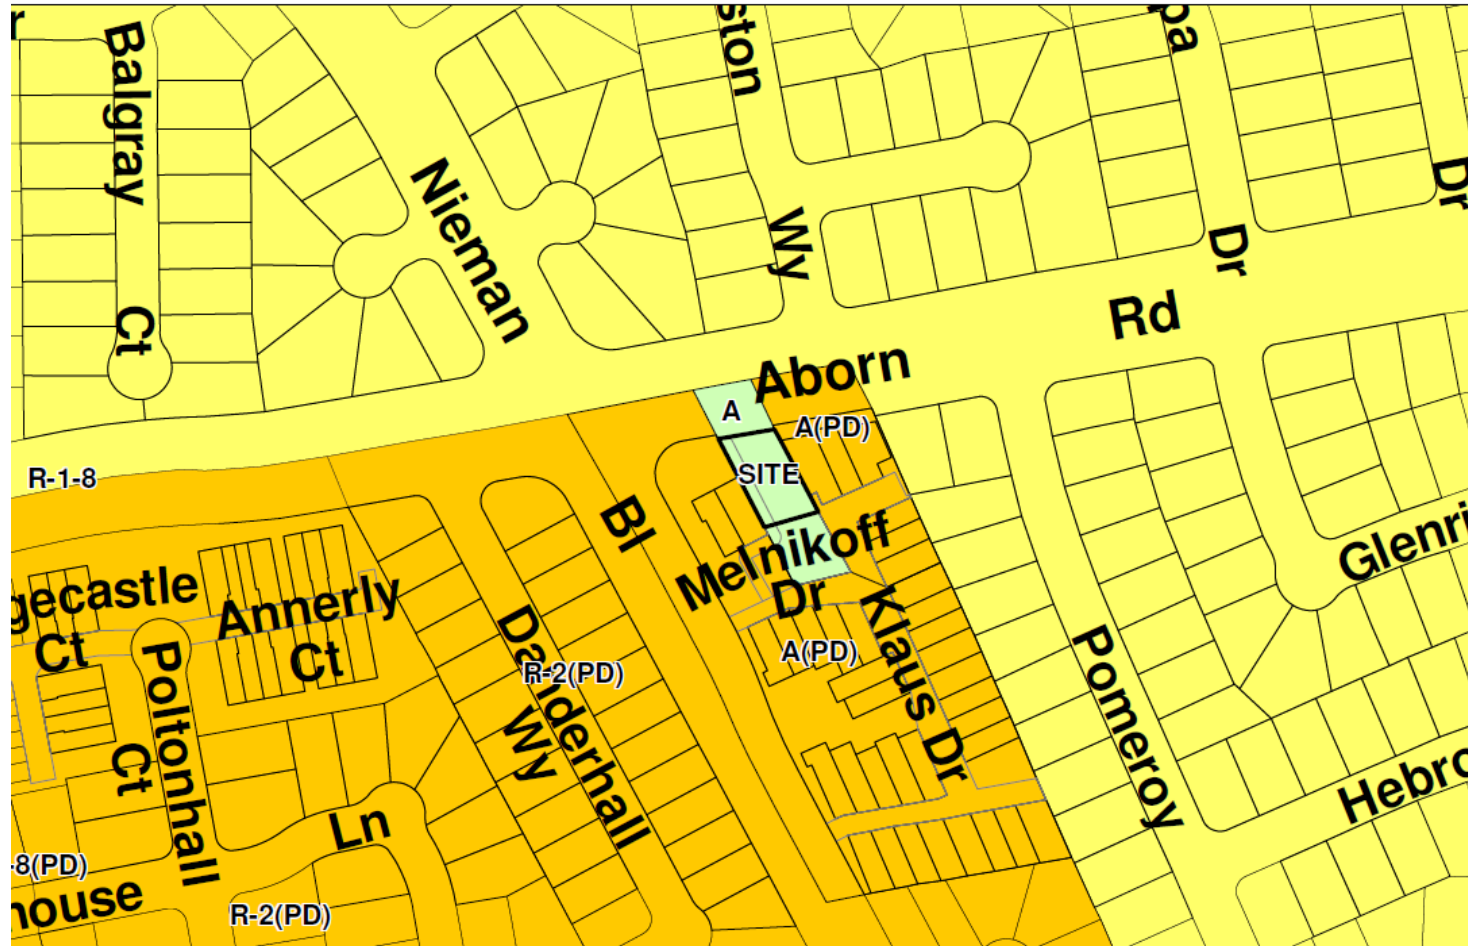 r
Balgray
Ct
Nieman
ston
Wy
pa
Dr
Dr
Rd
Aborn
A
A(PD)
SITE
R-1-8
Bl
Melnikoff
Dr
Klaus Dr
A(PD)
gecastle
Ct
Annerly
Ct
Poltonhall
Ct
Danderhall
Wy
R-2(PD)
Pomeroy
Glenri
Hebro
Ln
-8(PD)
house
R-2(PD)